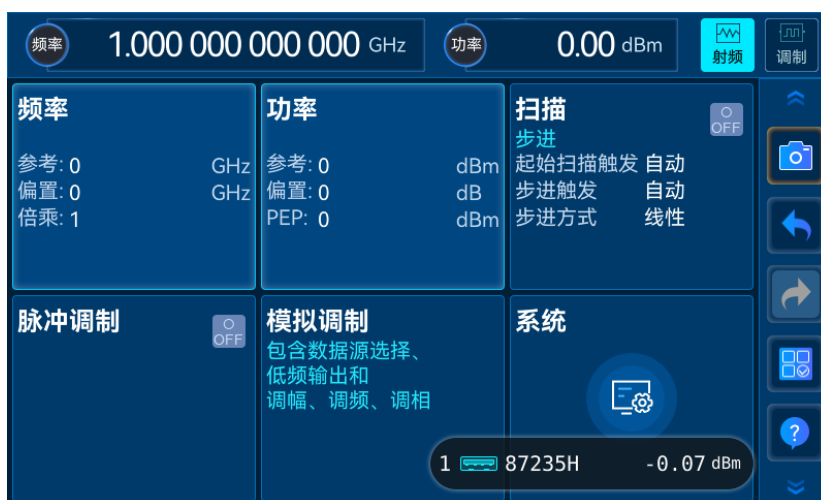 频率 1.000 000 000 000 GHz 功率 0.00 dBm 射频 调制
频率
参考: 0 GHz
偏置: 0 GHz
倍乘: 1
功率
参考: 0 dBm
偏置: 0 dB
PEP: 0 dBm
扫描 OFF
步进
起始扫描触发 自动
步进触发 自动
步进方式 线性
脉冲调制 OFF
模拟调制
包含数据源选择、
低频输出和
调幅、调频、调相
系统
?
1 87235H -0.07 dBm